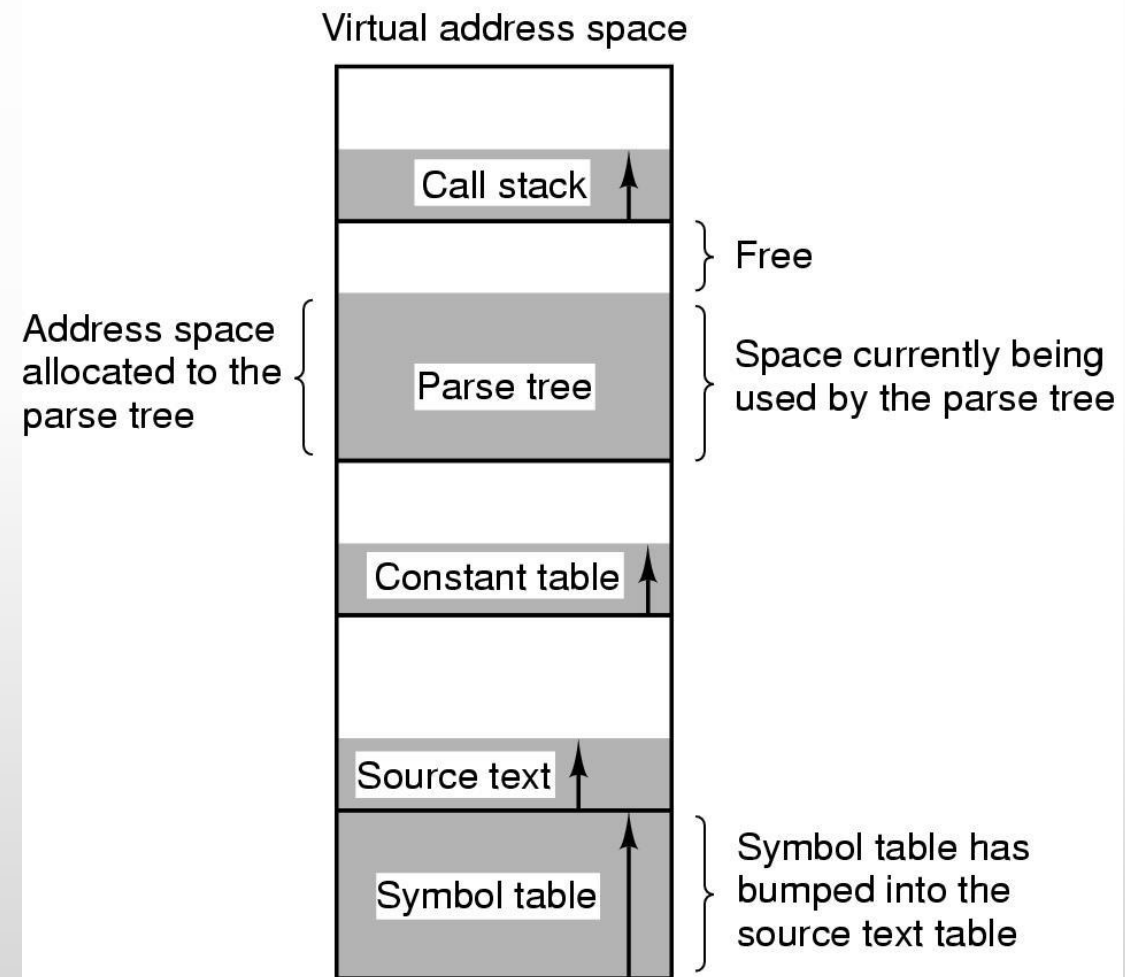 Virtual address space
Call stack
Free
Address space
allocated to the
parse tree
Parse tree
Space currently being
used by the parse tree
Constant table
Source text
Symbol table
Symbol table has
bumped into the
source text table